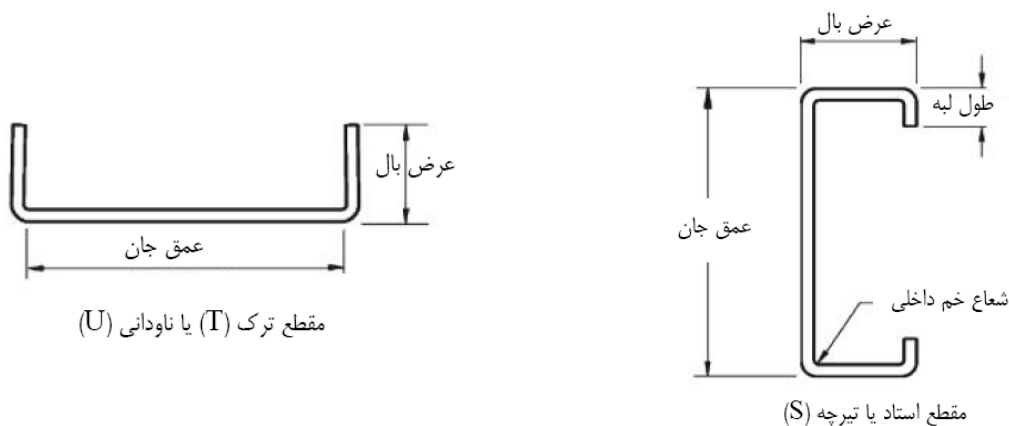 عرض بال
عمق جان
مقطع ترک (T) یا ناودانی (U)
عرض بال
طول لبه
عمق جان
شعاع خم داخلی
مقطع استاد یا تیرچه (S)